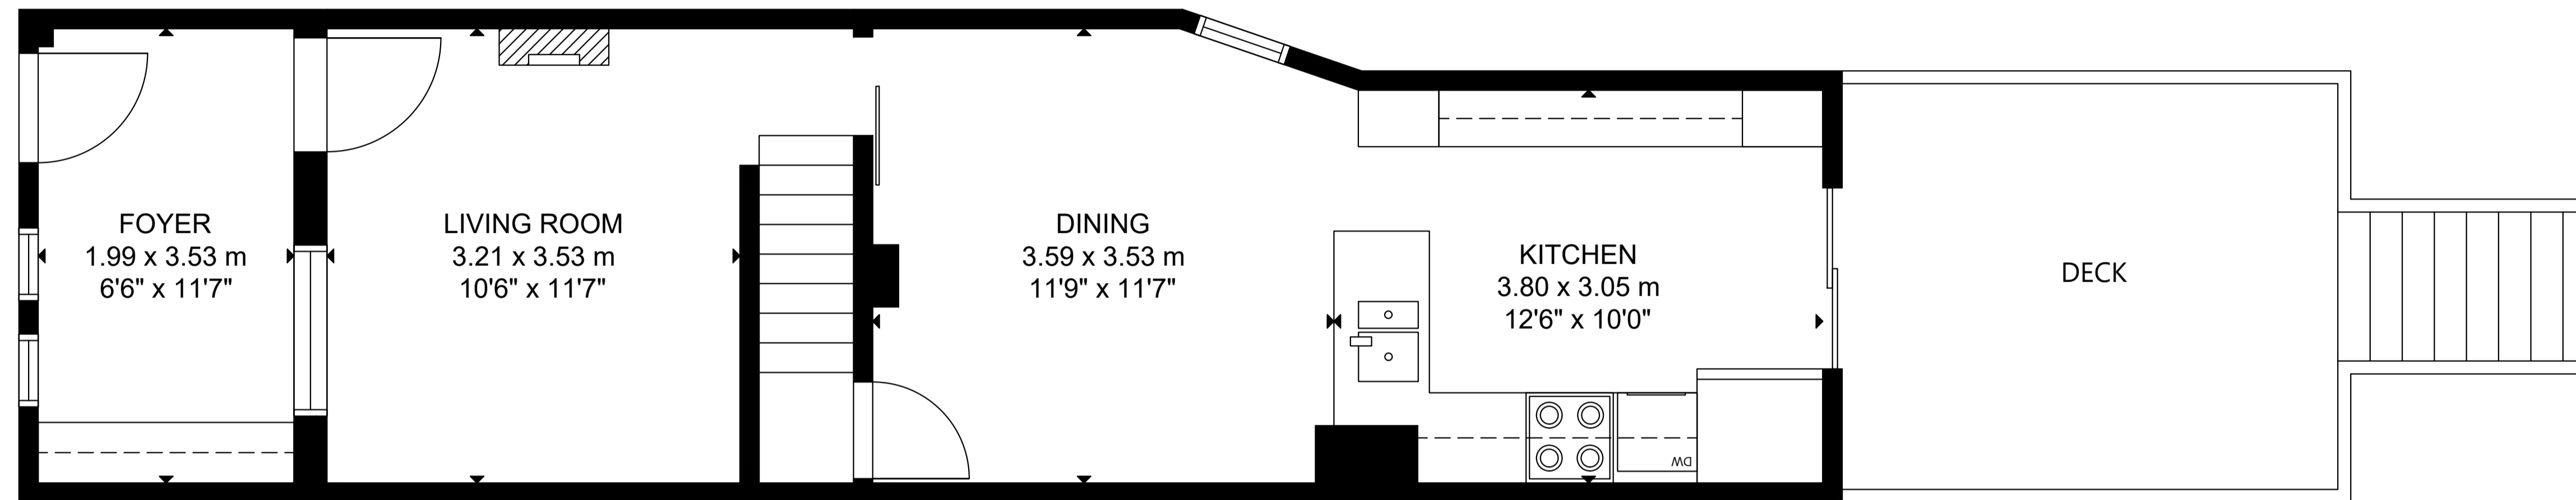 FOYER
1.99 x 3.53 m
6'6" x 11'7"
LIVING ROOM
3.21 x 3.53 m
10'6" x 11'7"
DINING
3.59 x 3.53 m
11'9" x 11'7"
KITCHEN
3.80 x 3.05 m
12'6" x 10'0"
DW
DECK